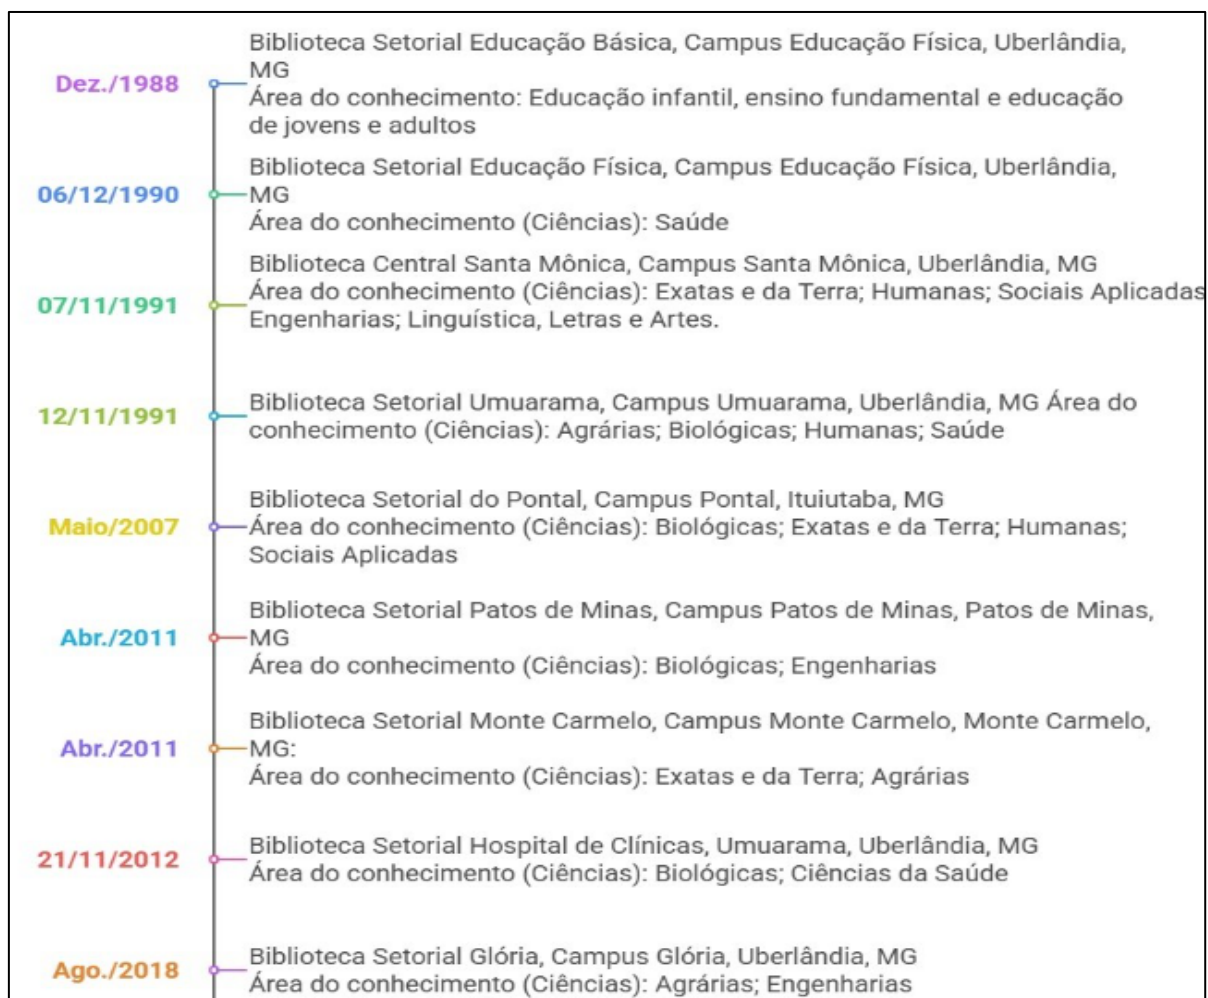 Biblioteca Setorial Educação Básica, Campus Educação Física, Uberlândia,
MG
Dez./1988
Área do conhecimento: Educação infantil, ensino fundamental e educação
de jovens e adultos
Biblioteca Setorial Educação Física, Campus Educação Física, Uberlândia,
06/12/1990
MG
Área do conhecimento (Ciências): Saúde
Biblioteca Central Santa Mônica, Campus Santa Mônica, Uberlândia, MG
07/11/1991
Área do conhecimento (Ciências): Exatas e da Terra; Humanas; Sociais Aplicadas
Engenharias; Linguística, Letras e Artes.
12/11/1991
Biblioteca Setorial Umuarama, Campus Umuarama, Uberlândia, MG Área do
conhecimento (Ciências): Agrárias; Biológicas; Humanas; Saúde
Biblioteca Setorial do Pontal, Campus Pontal, Ituiutaba, MG
Maio/2007
Área do conhecimento (Ciências): Biológicas; Exatas e da Terra; Humanas;
Sociais Aplicadas
Biblioteca Setorial Patos de Minas, Campus Patos de Minas, Patos de Minas,
Abr./2011
MG
Área do conhecimento (Ciências): Biológicas; Engenharias
Biblioteca Setorial Monte Carmelo, Campus Monte Carmelo, Monte Carmelo,
Abr./2011
MG:
Área do conhecimento (Ciências): Exatas e da Terra; Agrárias
21/11/2012
Biblioteca Setorial Hospital de Clínicas, Umuarama, Uberlândia, MG
Área do conhecimento (Ciências): Biológicas; Ciências da Saúde
Ago./2018
Biblioteca Setorial Glória, Campus Glória, Uberlândia, MG
Área do conhecimento (Ciências): Agrárias; Engenharias